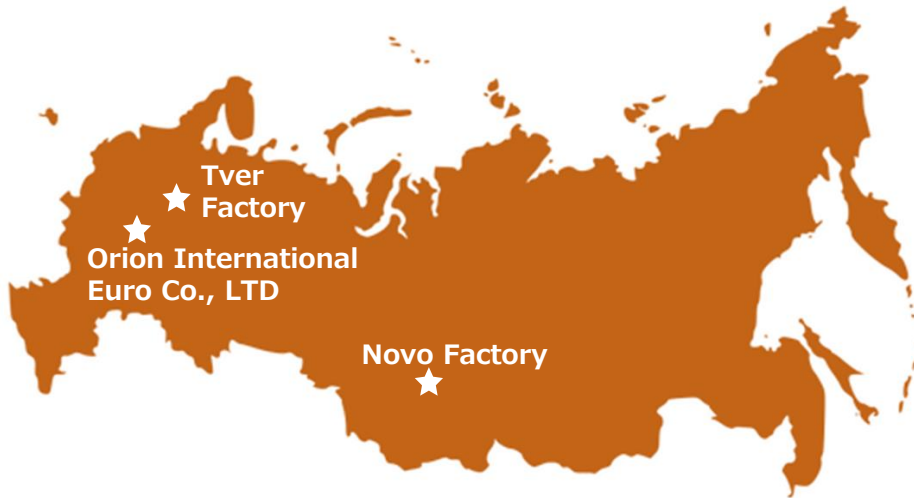 Tver
Factory
Orion International
Euro Co., LTD
Novo Factory